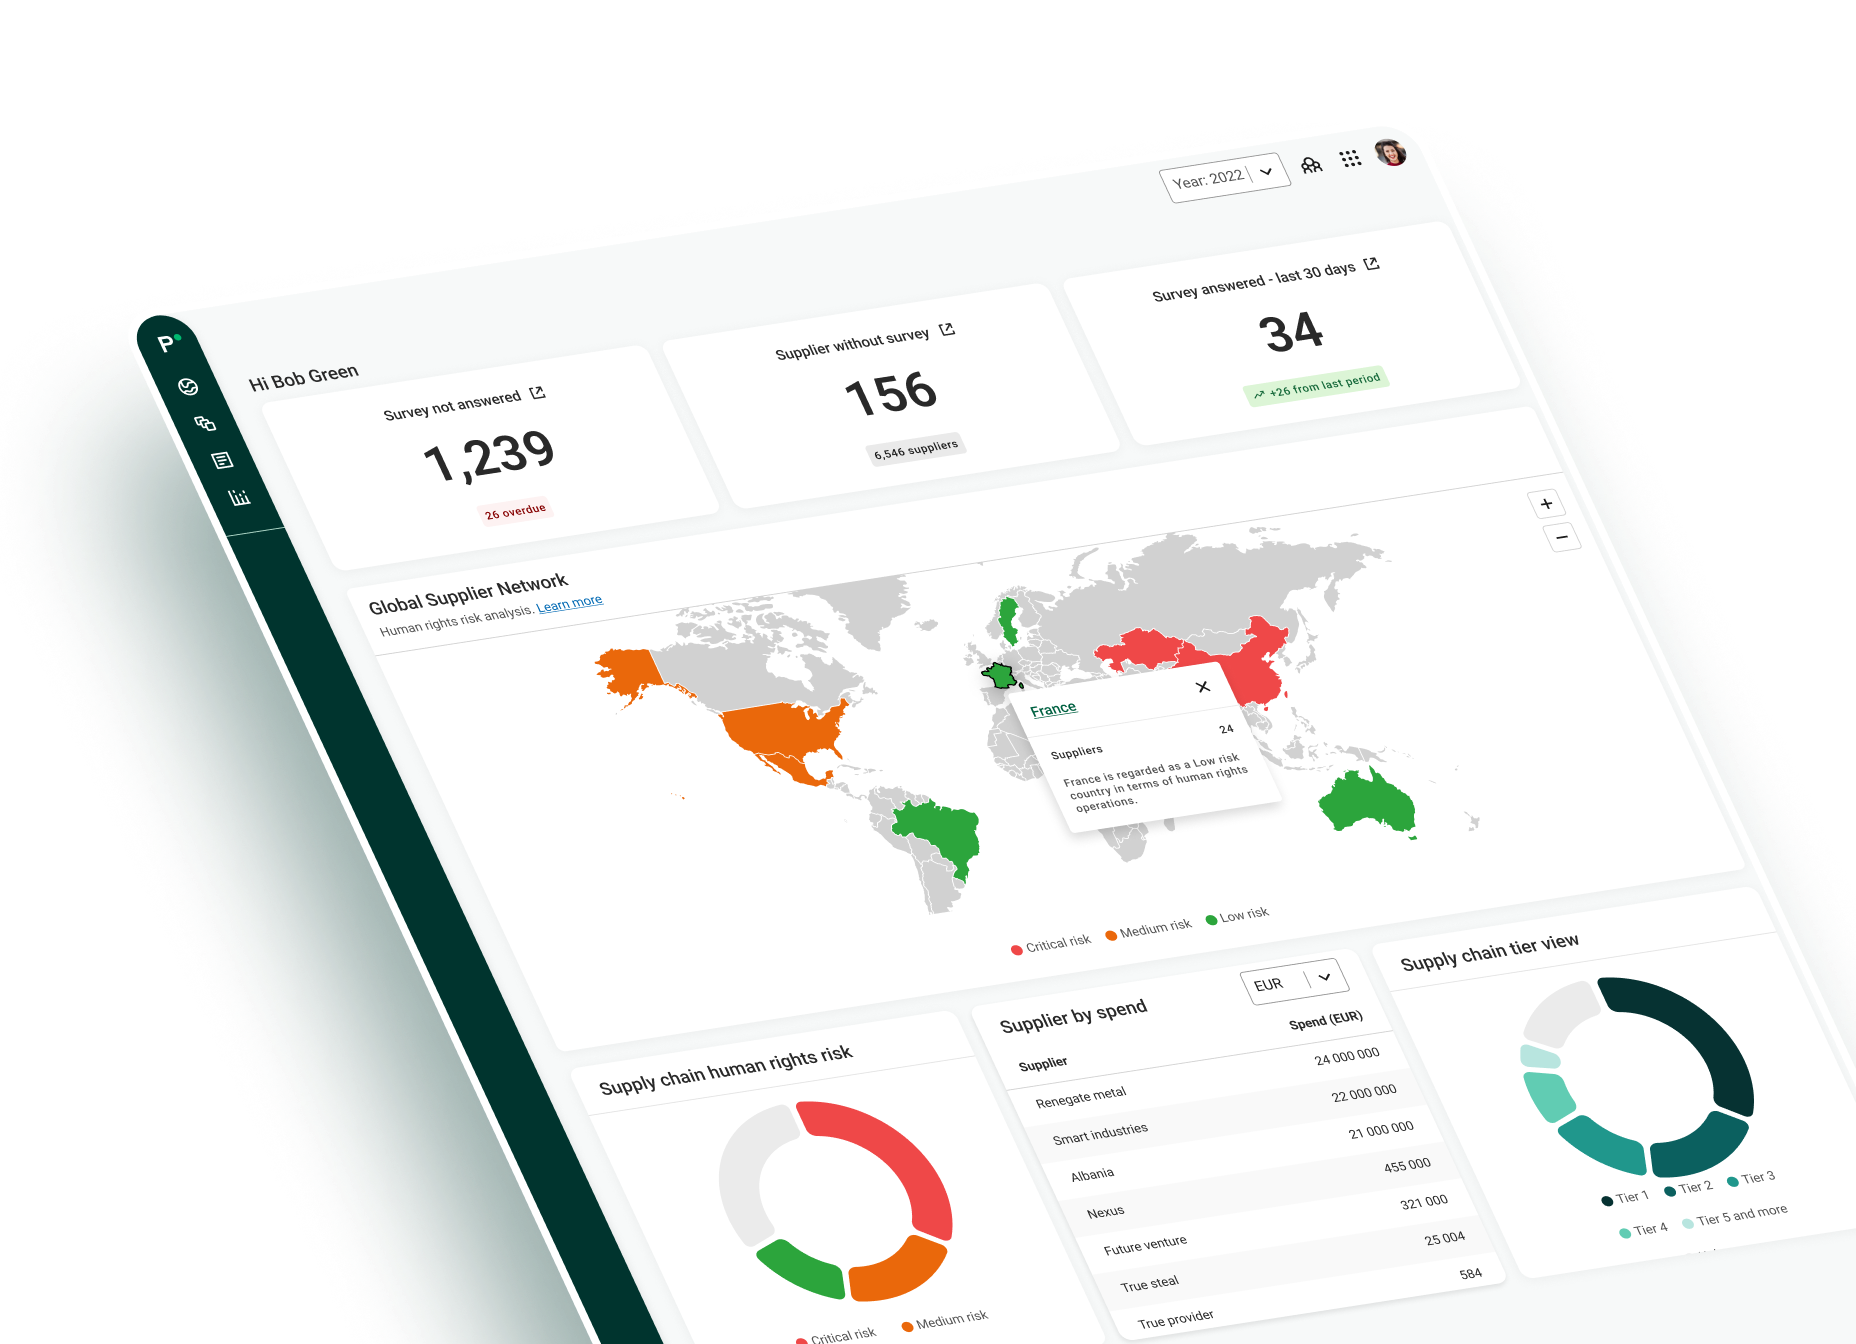 P
Year: 2022
Hi Bob Green
Survey not answered
1,239
26 overdue
Supplier without survey
156
6,546 suppliers
Survey answered - last 30 days
34
+26 from last period
Global Supplier Network
Human rights risk analysis. Learn more
+
−
France
Suppliers 24
France is regarded as a Low risk
country in terms of human rights
operations.
Critical risk Medium risk Low risk
Supply chain human rights risk
Critical risk Medium risk
Supplier by spend
EUR
Supplier Spend (EUR)
Renegate metal 24 000 000
Smart industries 22 000 000
Albania 21 000 000
Nexus 455 000
Future venture 321 000
True steal 25 004
True provider 584
Supply chain tier view
Tier 1 Tier 2 Tier 3
Tier 4 Tier 5 and more